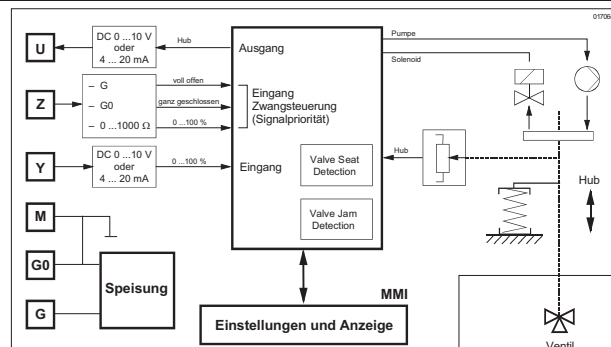 01706
U
DC 0 ...10 V
oder
4 ... 20 mA
Hub
Ausgang
Pumpe
Solenoid
Z
– G
– G0
– 0 ...1000 Ω
voll offen
ganz geschlossen
0 ...100 %
Eingang
Zwangsteuerung
(Signalpriorität)
Y
DC 0 ...10 V
oder
4 ... 20 mA
0 ...100 %
Eingang
Valve Seat
Detection
Valve Jam
Detection
Hub
Hub
M
G0
G
Speisung
MMI
Einstellungen und Anzeige
Ventil